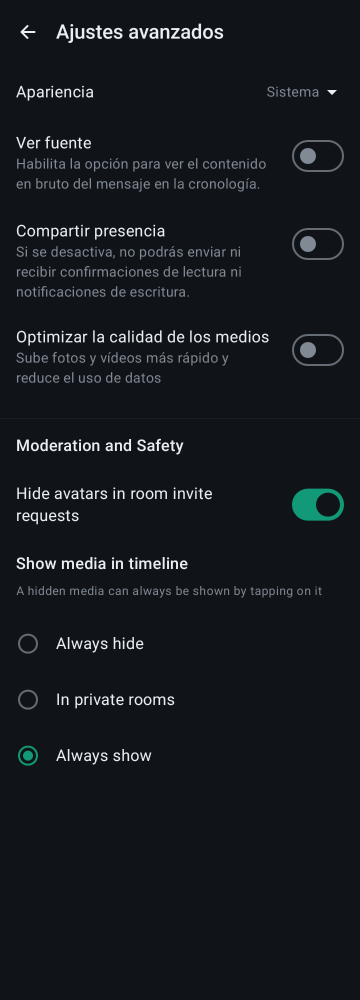 Ajustes avanzados
Apariencia
Sistema
Ver fuente
Habilita la opción para ver el contenido
en bruto del mensaje en la cronología.
Compartir presencia
Si se desactiva, no podrás enviar ni
recibir confirmaciones de lectura ni
notificaciones de escritura.
Optimizar la calidad de los medios
Sube fotos y vídeos más rápido y
reduce el uso de datos
Moderation and Safety
Hide avatars in room invite
requests
Show media in timeline
A hidden media can always be shown by tapping on it
Always hide
In private rooms
Always show